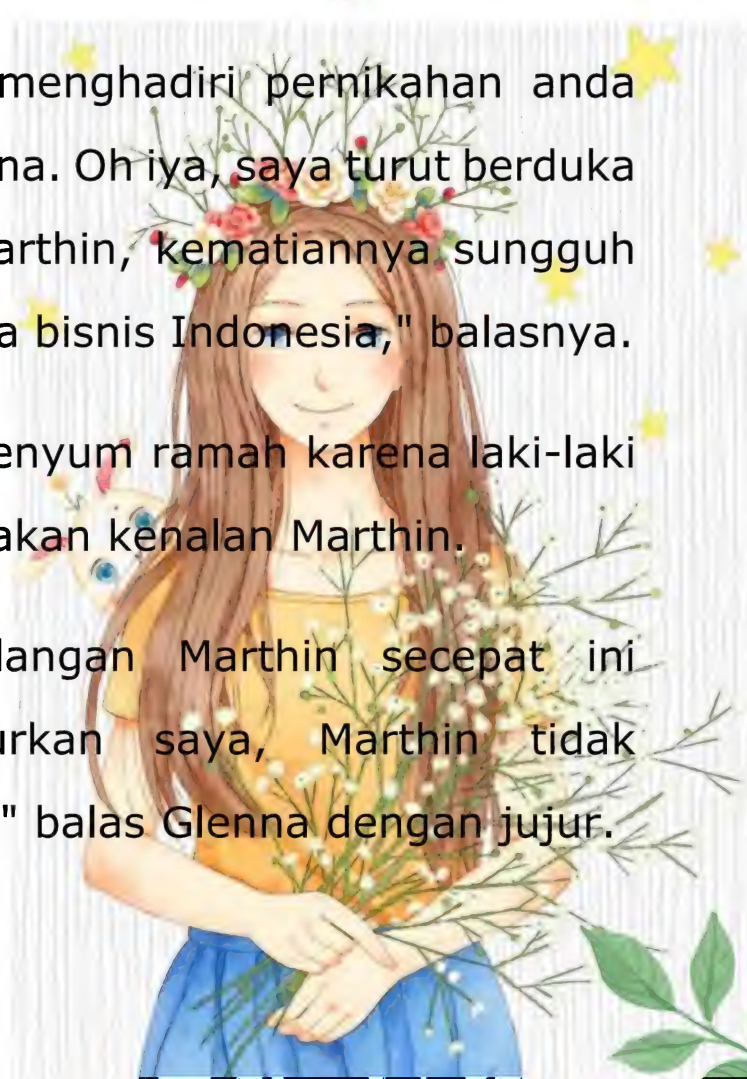 menghadiri pernikahan anda
na. Oh iya, saya turut berduka
arthin, kematiannya sungguh
a bisnis Indonesia," balasnya.
enyum ramah karena laki-laki
akan kenalan Marthin.
langan Marthin secepat ini
urkan saya, Marthin tidak
" balas Glenna dengan jujur.